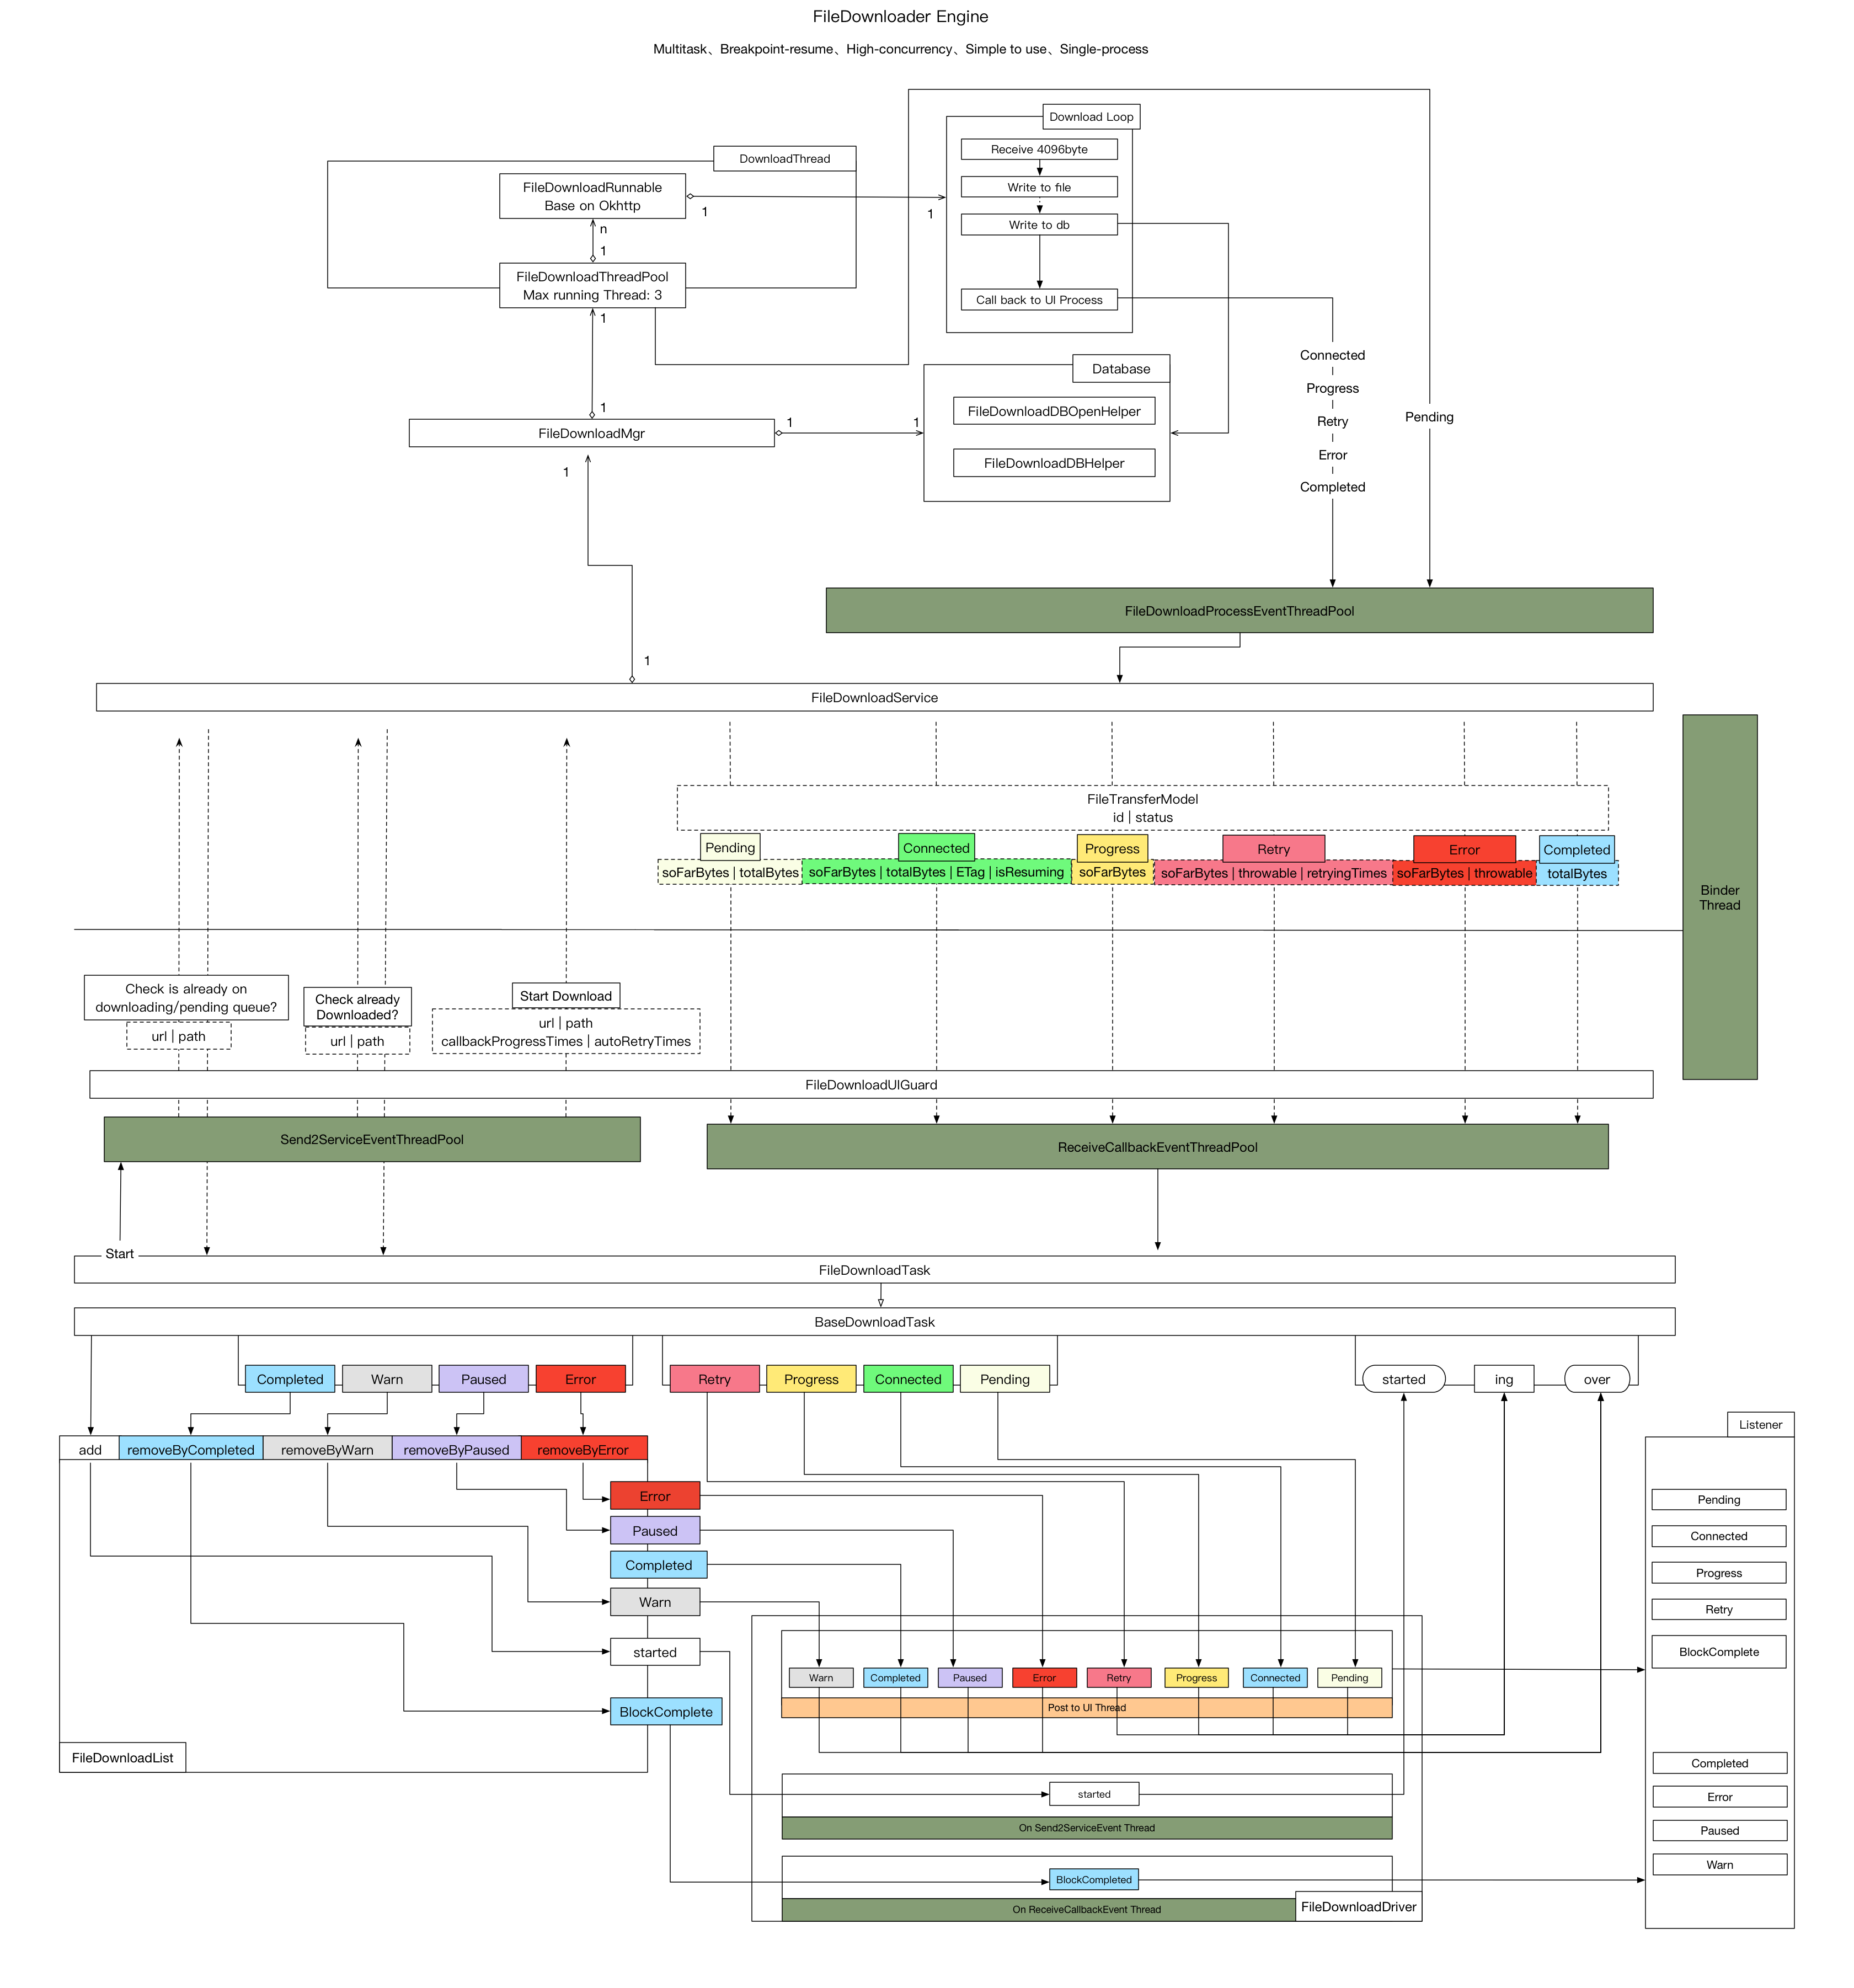 FileDownloader Engine
Multitask、Breakpoint-resume、High-concurrency、Simple to use、Single-process
Download Loop
Receive 4096byte
Write to file
Write to db
Call back to UI Process
DownloadThread
FileDownloadRunnable
Base on Okhttp
1
1
n
1
FileDownloadThreadPool
Max running Thread: 3
1
1
FileDownloadMgr
1
1
Database
FileDownloadDBOpenHelper
FileDownloadDBHelper
Connected
Progress
Retry
Error
Completed
Pending
1
1
FileDownloadProcessEventThreadPool
FileDownloadService
FileTransferModel
id | status
Pending
Connected
Progress
Retry
Error
Completed
soFarBytes | totalBytes
soFarBytes | totalBytes | ETag | isResuming
soFarBytes
soFarBytes | throwable | retryingTimes
soFarBytes | throwable
totalBytes
Binder
Thread
Check is already on
downloading/pending queue?
url | path
Check already
Downloaded?
url | path
Start Download
url | path
callbackProgressTimes | autoRetryTimes
FileDownloadUIGuard
Send2ServiceEventThreadPool
ReceiveCallbackEventThreadPool
Start
FileDownloadTask
BaseDownloadTask
Completed
Warn
Paused
Error
Retry
Progress
Connected
Pending
started
ing
over
add
removeByCompleted
removeByWarn
removeByPaused
removeByError
Error
Paused
Completed
Warn
started
BlockComplete
FileDownloadList
Warn
Completed
Paused
Error
Retry
Progress
Connected
Pending
Post to UI Thread
started
On Send2ServiceEvent Thread
BlockCompleted
On ReceiveCallbackEvent Thread
FileDownloadDriver
Listener
Pending
Connected
Progress
Retry
BlockComplete
Completed
Error
Paused
Warn